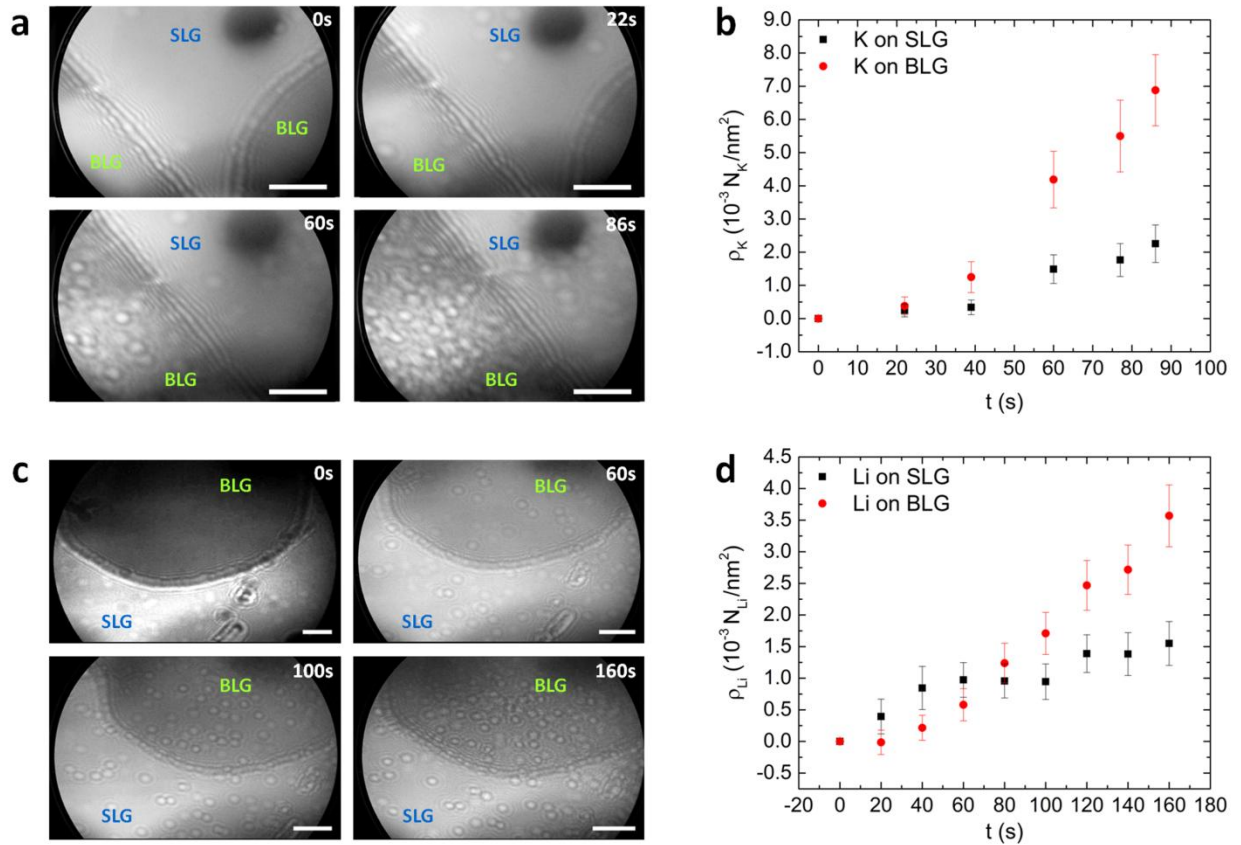 a
SLG
0s
BLG
BLG
SLG
22s
BLG
SLG
60s
BLG
SLG
86s
BLG
b
K on SLG
K on BLG
9.0
8.0
7.0
6.0
5.0
4.0
3.0
2.0
1.0
0.0
-1.0
ρK (10⁻³ NK/nm²)
0 10 20 30 40 50 60 70 80 90 100
t (s)
c
BLG
0s
SLG
BLG
60s
SLG
100s
BLG
SLG
160s
BLG
SLG
d
Li on SLG
Li on BLG
4.5
4.0
3.5
3.0
2.5
2.0
1.5
1.0
0.5
0.0
-0.5
ρLi (10⁻³ NLi/nm²)
-20 0 20 40 60 80 100 120 140 160 180
t (s)